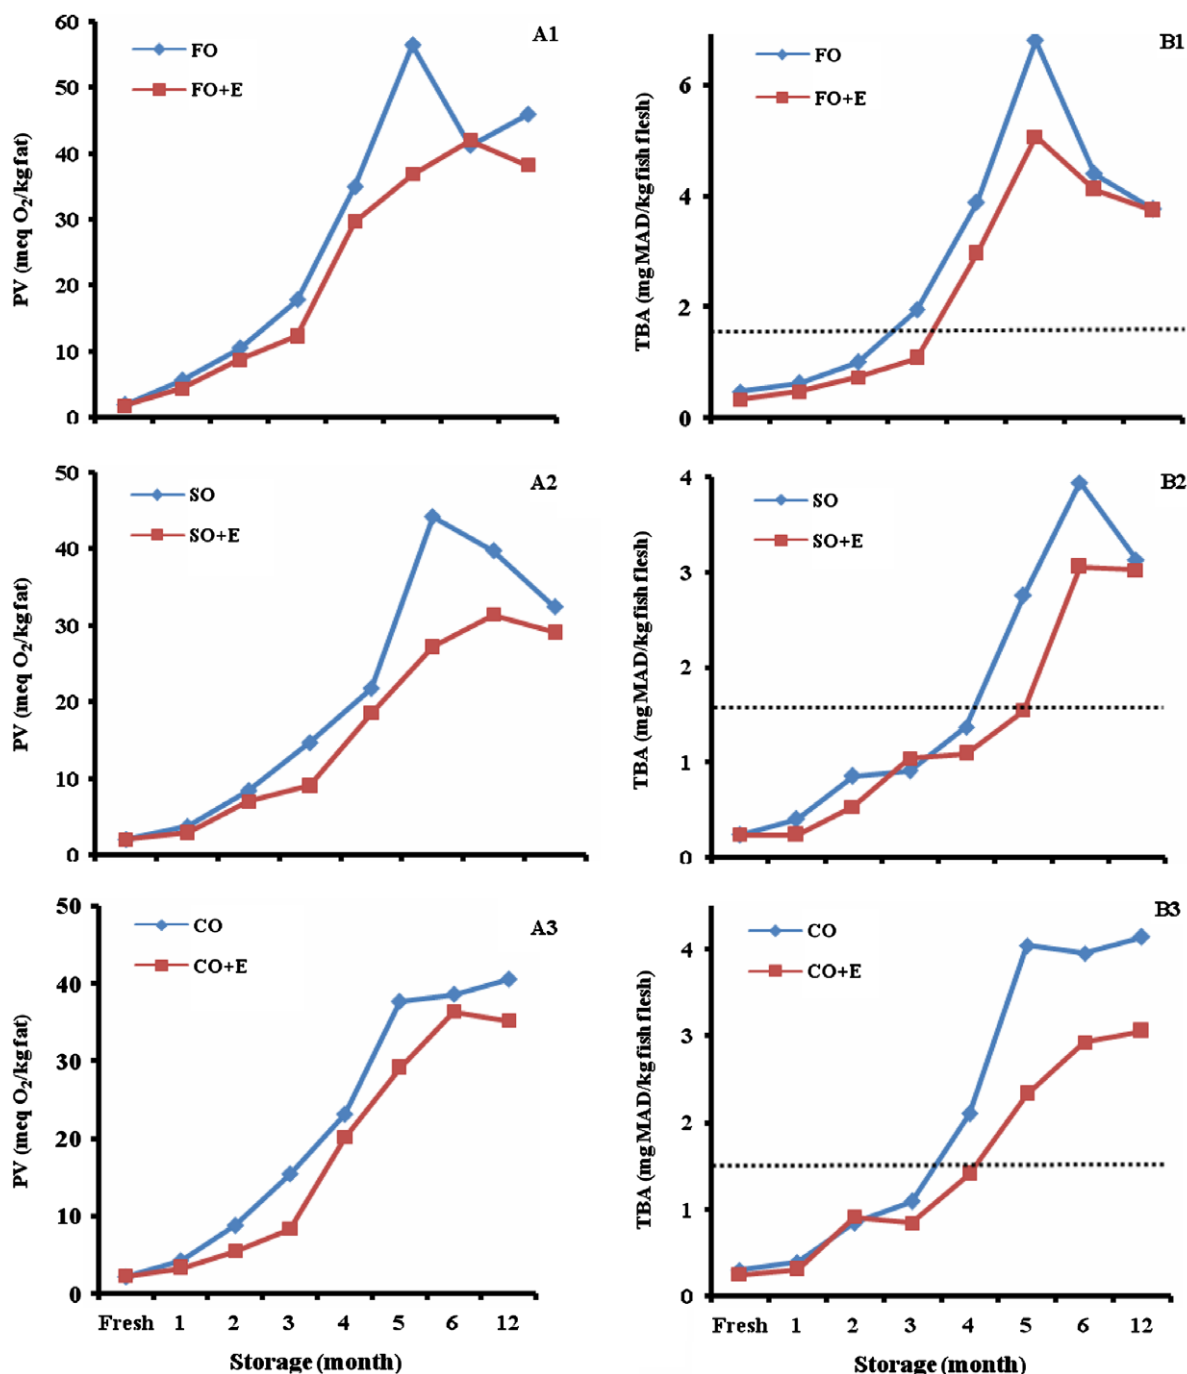 A1
60
50
40
30
20
10
0
PV (meq O2/kg fat)
FO
FO+E
B1
6
4
2
0
TBA (mg MAD/kg fish flesh)
FO
FO+E
A2
50
40
30
20
10
0
PV (meq O2/kg fat)
SO
SO+E
B2
4
3
2
1
0
TBA (mg MAD/kg fish flesh)
SO
SO+E
A3
50
40
30
20
10
0
PV (meq O2/kg fat)
CO
CO+E
Fresh 1 2 3 4 5 6 12
Storage (month)
B3
4
3
2
1
0
TBA (mg MAD/kg fish flesh)
CO
CO+E
Fresh 1 2 3 4 5 6 12
Storage (month)